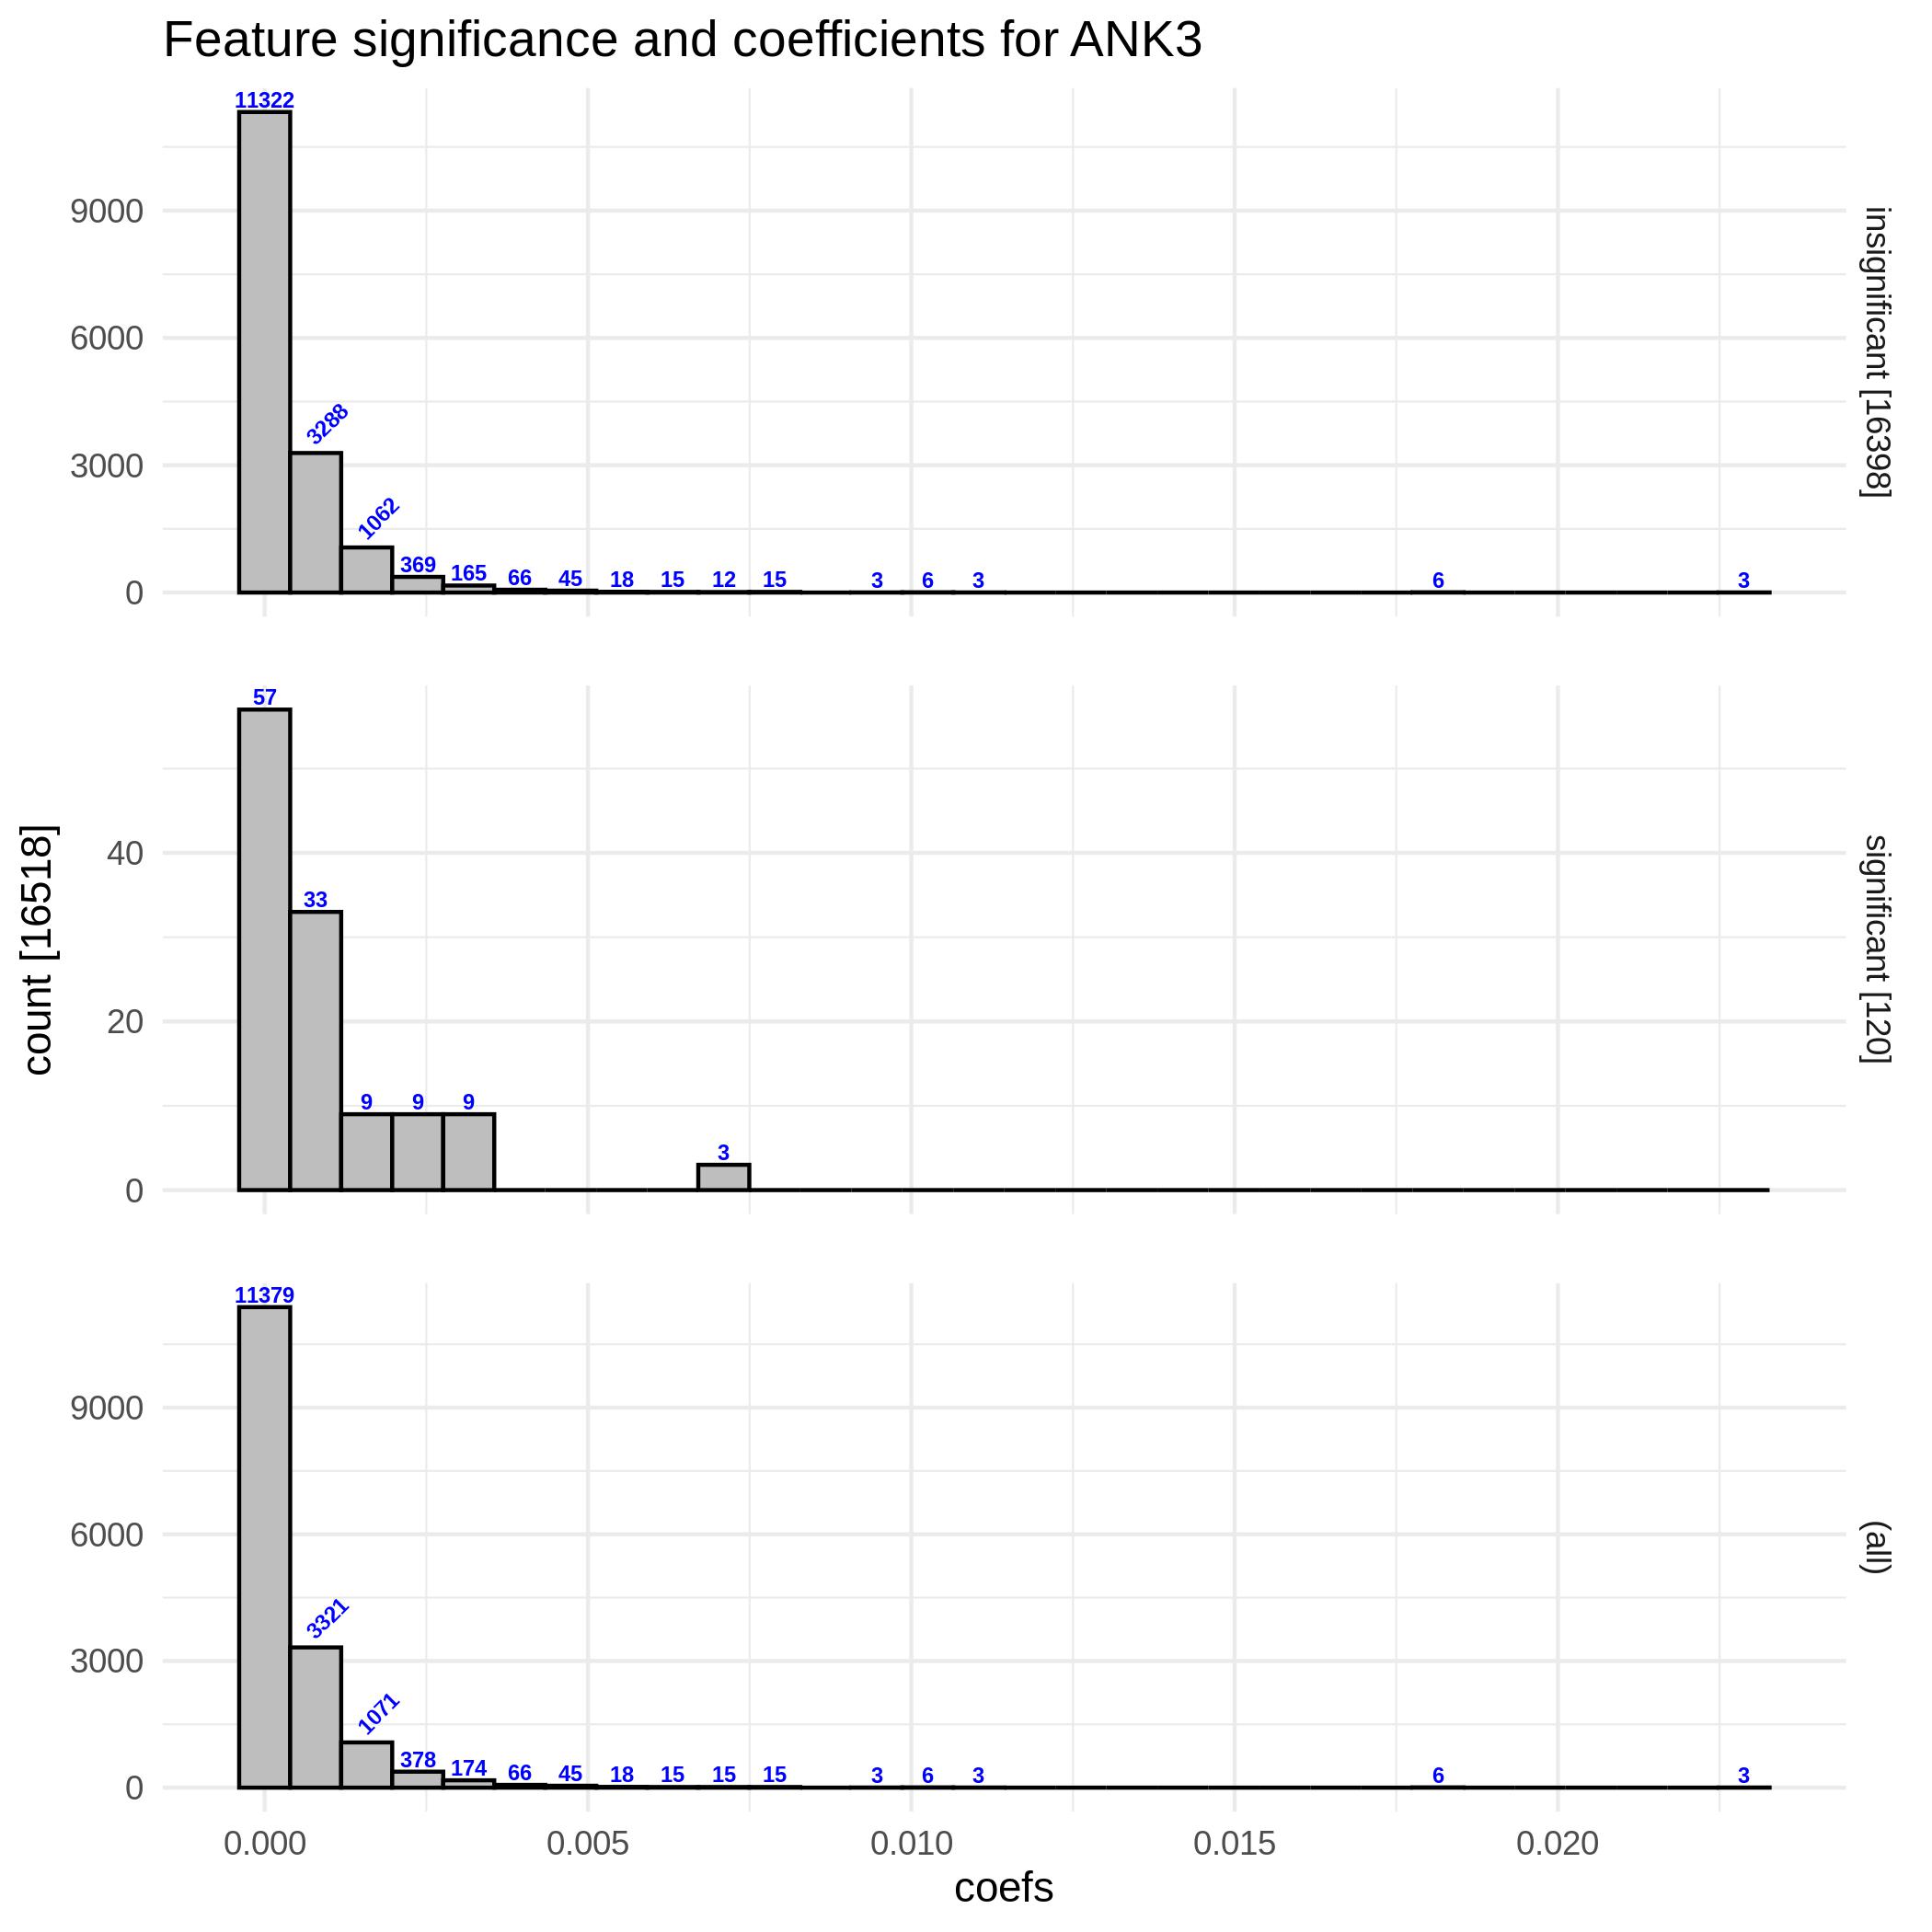 Feature significance and coefficients for ANK3
11322
3288
1062
369 165 66 45 18 15 12 15 3 6 3 6 3
9000
6000
3000
0
insignificant [16398]
57
33
9 9 9
3
40
20
0
significant [120]
count [16518]
11379
3321
1071
378 174 66 45 18 15 15 15 3 6 3 6 3
9000
6000
3000
0
(all)
0.000 0.005 0.010 0.015 0.020
coefs